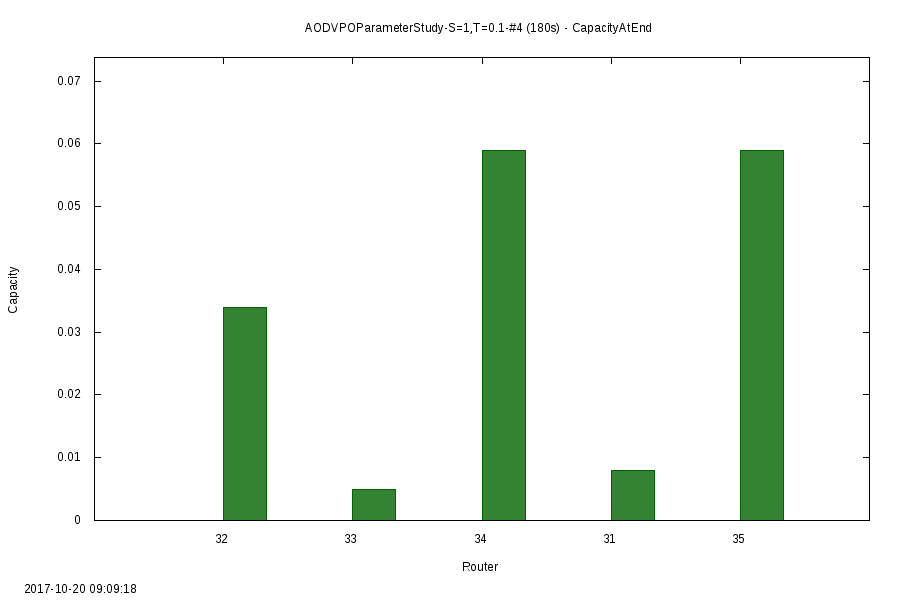 AODVPOParameterStudy-S=1,T=0.1-#4 (180s) - CapacityAtEnd
0.07
0.06
0.05
0.04
0.03
0.02
0.01
0
Capacity
32 33 34 31 35
Router
2017-10-20 09:09:18